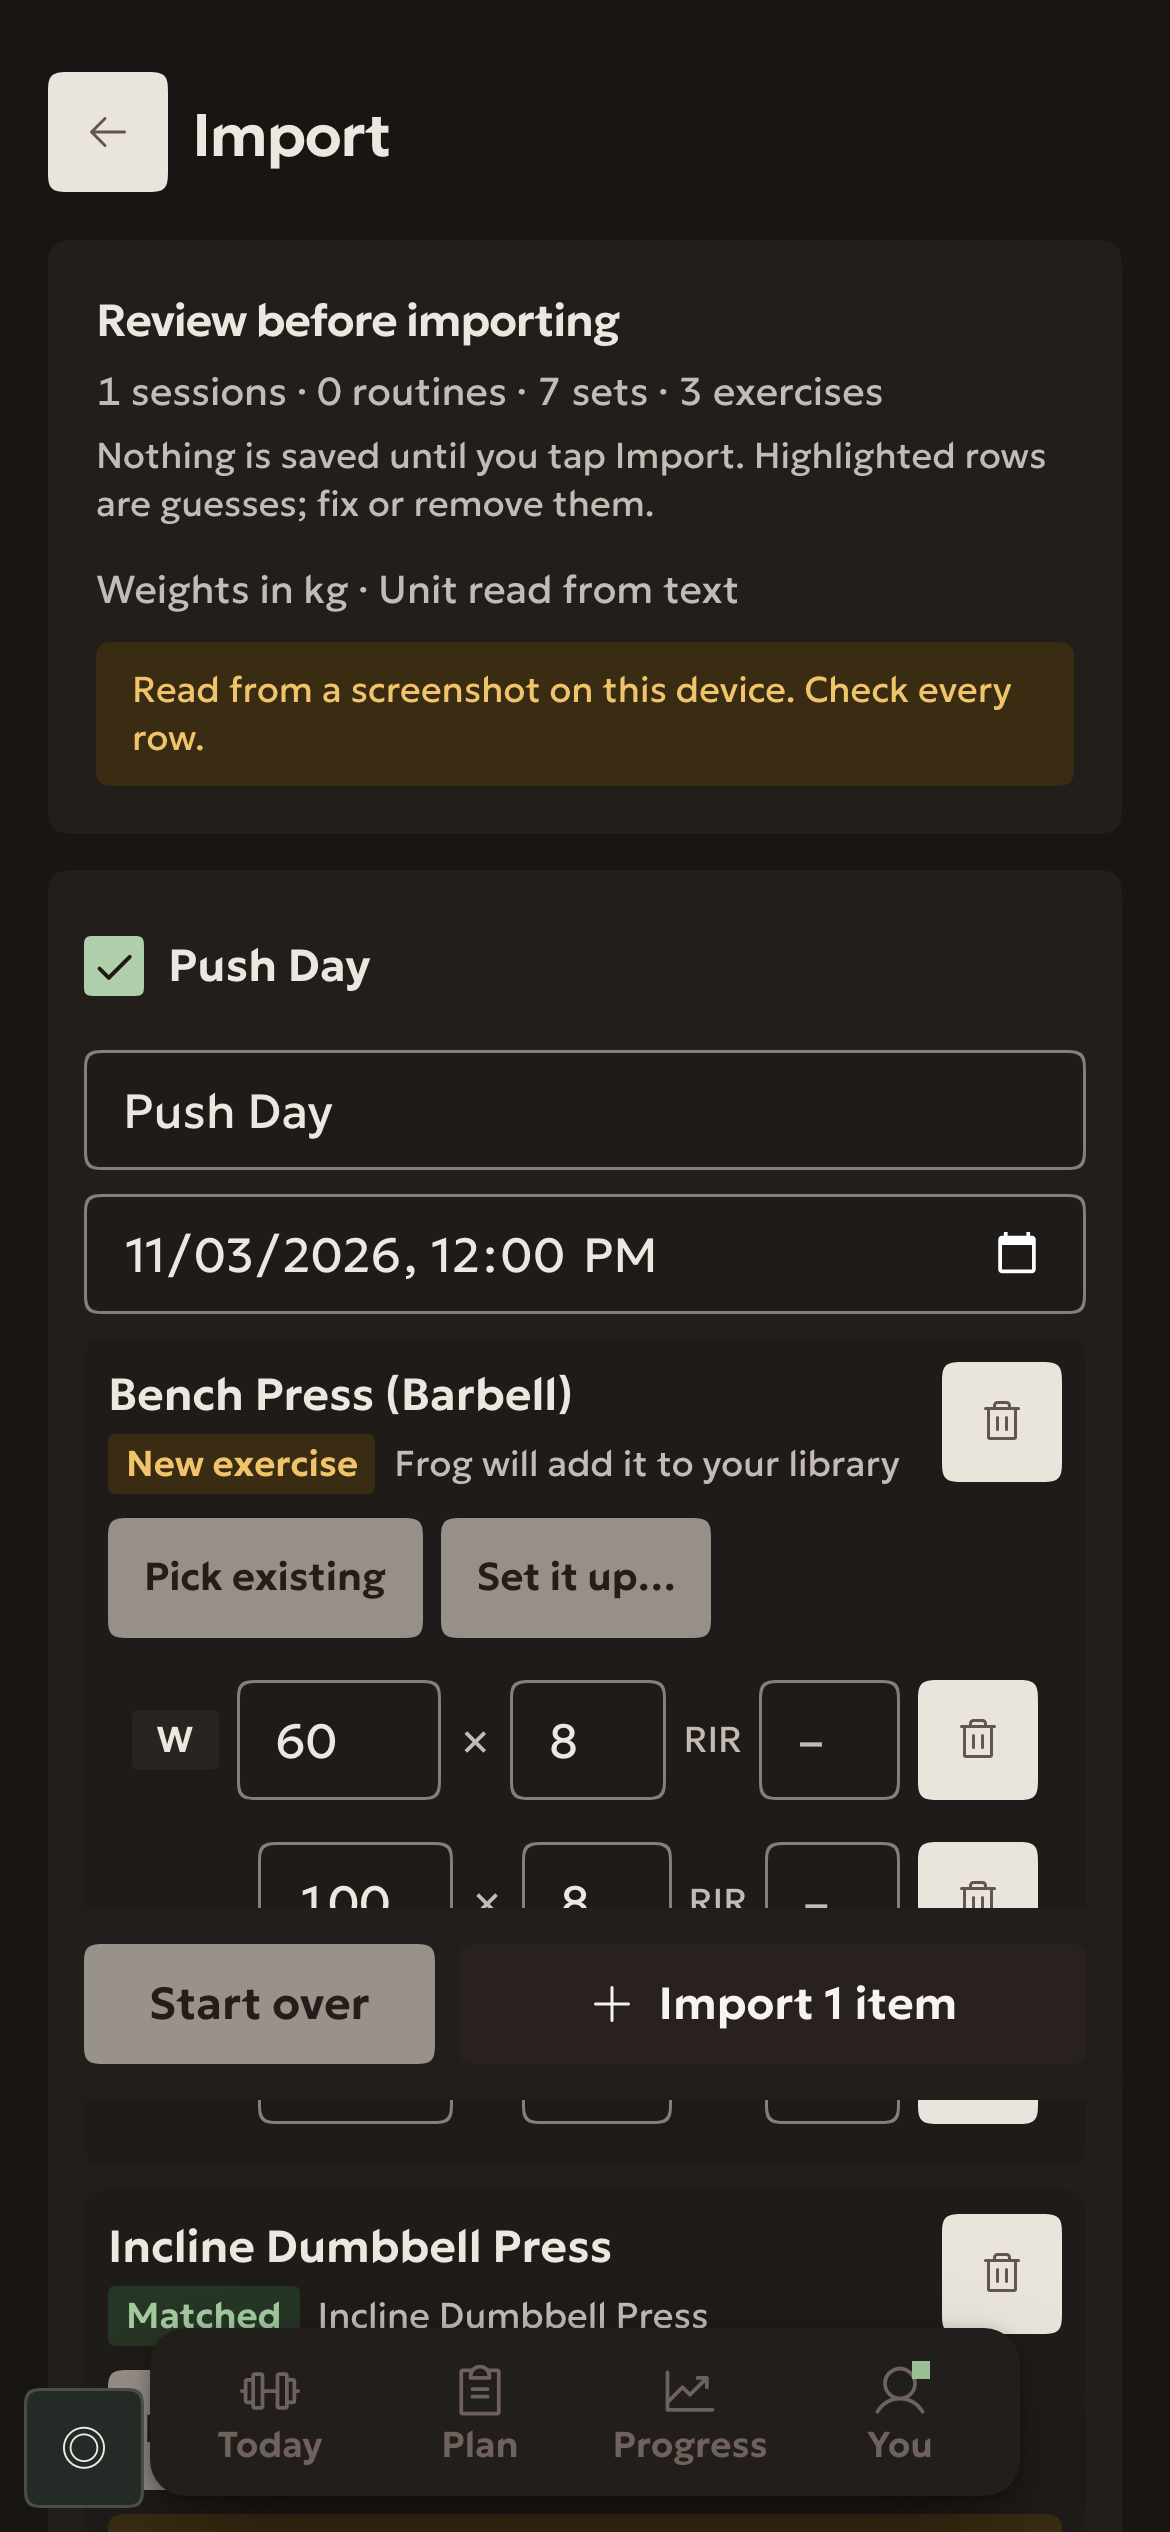 Import
Review before importing
1 sessions · 0 routines · 7 sets · 3 exercises
Nothing is saved until you tap Import. Highlighted rows
are guesses; fix or remove them.
Weights in kg · Unit read from text
Read from a screenshot on this device. Check every
row.
Push Day
Push Day
11/03/2026, 12:00 PM
Bench Press (Barbell)
New exercise Frog will add it to your library
Pick existing Set it up...
W 60 × 8 RIR –
100 × 8 RIR –
Start over + Import 1 item
Incline Dumbbell Press
Matched Incline Dumbbell Press
Today Plan Progress You